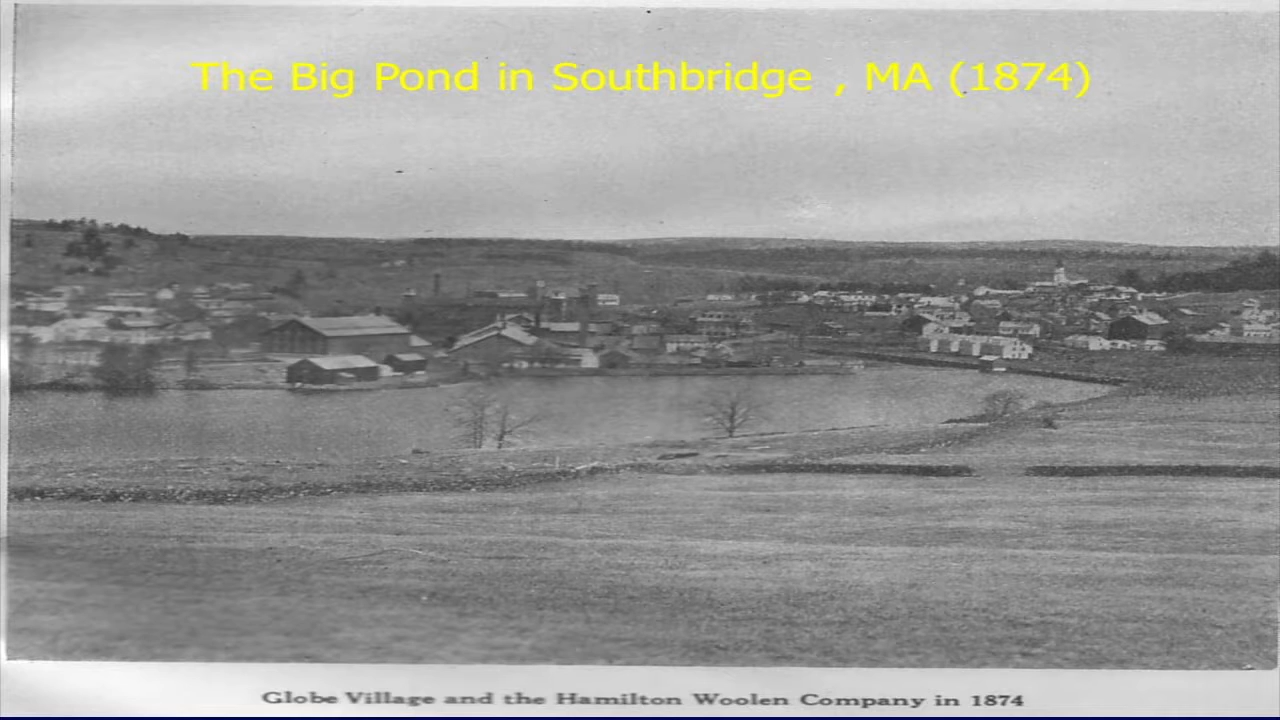 The Big Pond in Southbridge , MA (1874)
Globe Village and the Hamilton Woolen Company in 1874